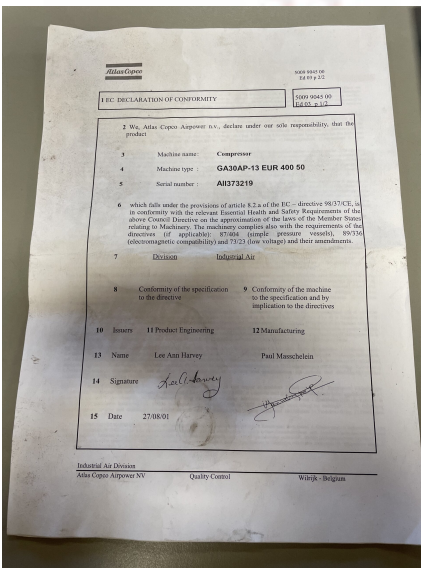 Atlas Copco
5009 9045 00
Ed 03 p 2/2
1 EC DECLARATION OF CONFORMITY
5009 9045 00
Ed 03 p 1/2
2 We, Atlas Copco Airpower n.v., declare under our sole responsibility, that the
product
3 Machine name: Compressor
4 Machine type : GA30AP-13 EUR 400 50
5 Serial number : AII373219
6 which falls under the provisions of article 8.2.a of the EC – directive 98/37/CE, is
in conformity with the relevant Essential Health and Safety Requirements of the
above Council Directive on the approximation of the laws of the Member States
relating to Machinery. The machinery complies also with the requirements of the
directives (if applicable): 87/404 (simple pressure vessels), 89/336
(electromagnetic compatibility) and 73/23 (low voltage) and their amendments.
7 Division Industrial Air
8 Conformity of the specification 9 Conformity of the machine
to the directive to the specification and by
implication to the directives
10 Issuers 11 Product Engineering 12 Manufacturing
13 Name Lee Ann Harvey Paul Masschelein
14 Signature
15 Date 27/08/01
Industrial Air Division
Atlas Copco Airpower NV Quality Control Wilrijk - Belgium